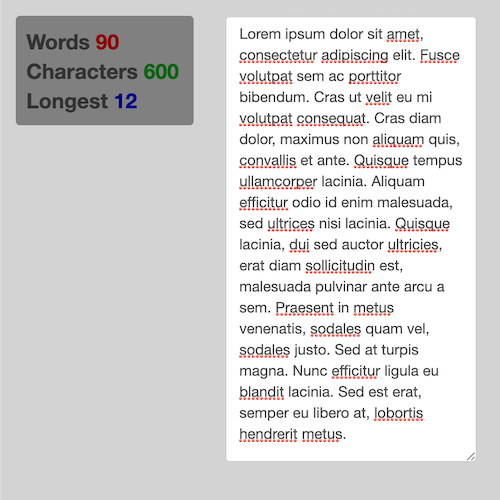 Words 90
Characters 600
Longest 12
Lorem ipsum dolor sit amet,
consectetur adipiscing elit. Fusce
volutpat sem ac porttitor
bibendum. Cras ut velit eu mi
volutpat consequat. Cras diam
dolor, maximus non aliquam quis,
convallis et ante. Quisque tempus
ullamcorper lacinia. Aliquam
efficitur odio id enim malesuada,
sed ultrices nisi lacinia. Quisque
lacinia, dui sed auctor ultricies,
erat diam sollicitudin est,
malesuada pulvinar ante arcu a
sem. Praesent in metus
venenatis, sodales quam vel,
sodales justo. Sed at turpis
magna. Nunc efficitur ligula eu
blandit lacinia. Sed est erat,
semper eu libero at, lobortis
hendrerit metus.